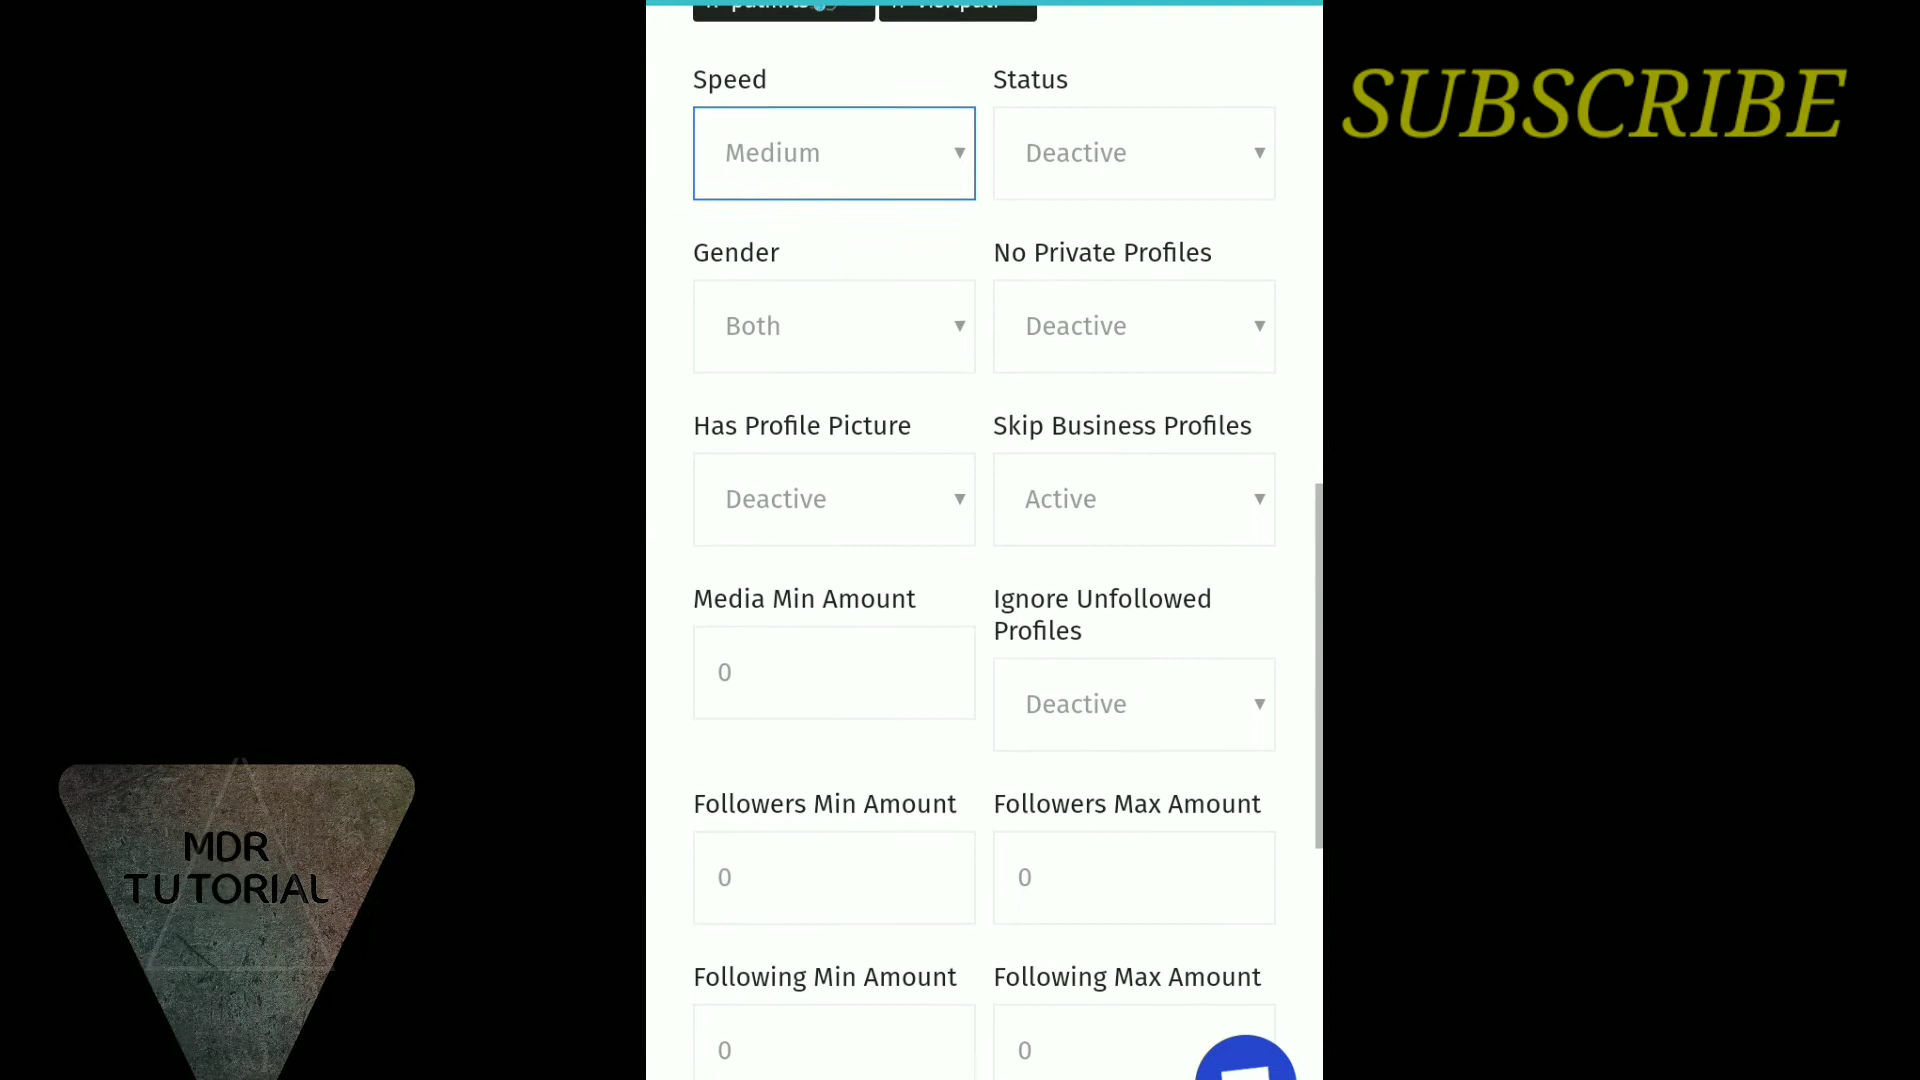 SUBSCRIBE
Speed Status
Medium Deactive
Gender No Private Profiles
Both Deactive
Has Profile Picture Skip Business Profiles
Deactive Active
Media Min Amount Ignore Unfollowed
Profiles
0
Deactive
Followers Min Amount Followers Max Amount
0 0
Following Min Amount Following Max Amount
0 0
MDR
TUTORIAL